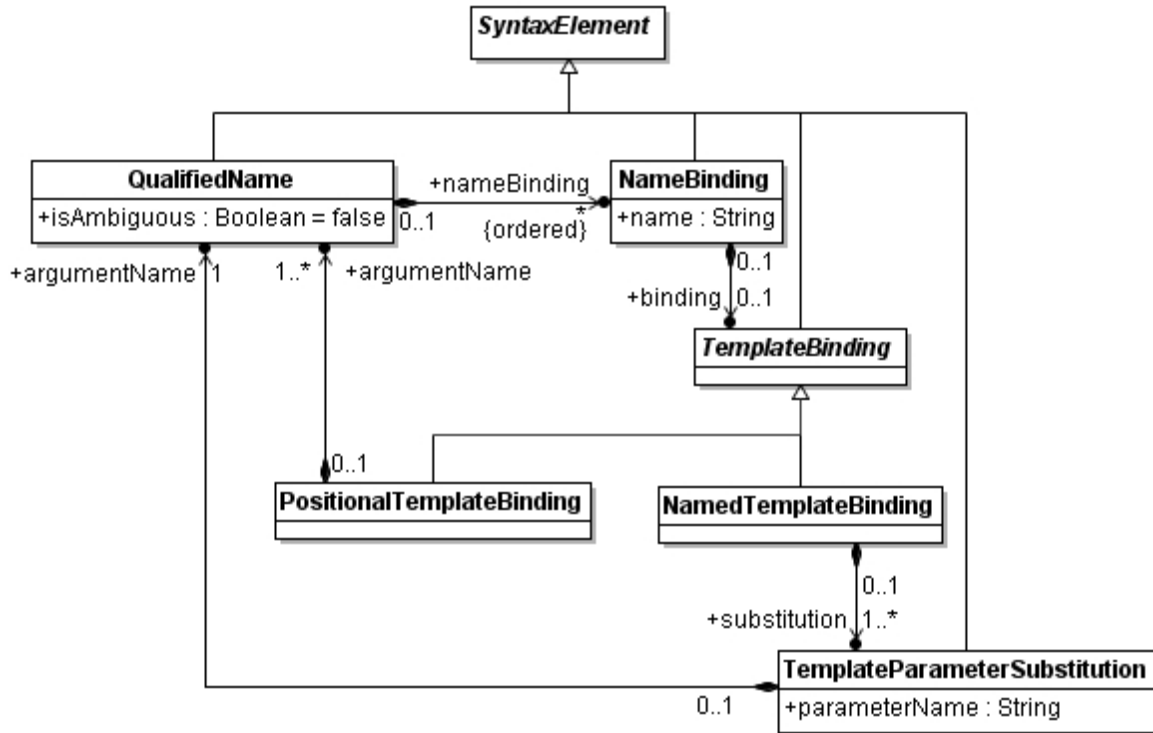 SyntaxElement
QualifiedName
+isAmbiguous : Boolean = false
+nameBinding
0..1
*
{ordered}
NameBinding
+name : String
+argumentName 1
1..* +argumentName
0..1
+binding 0..1
TemplateBinding
0..1
PositionalTemplateBinding
NamedTemplateBinding
0..1
+substitution 1..*
TemplateParameterSubstitution
0..1
+parameterName : String